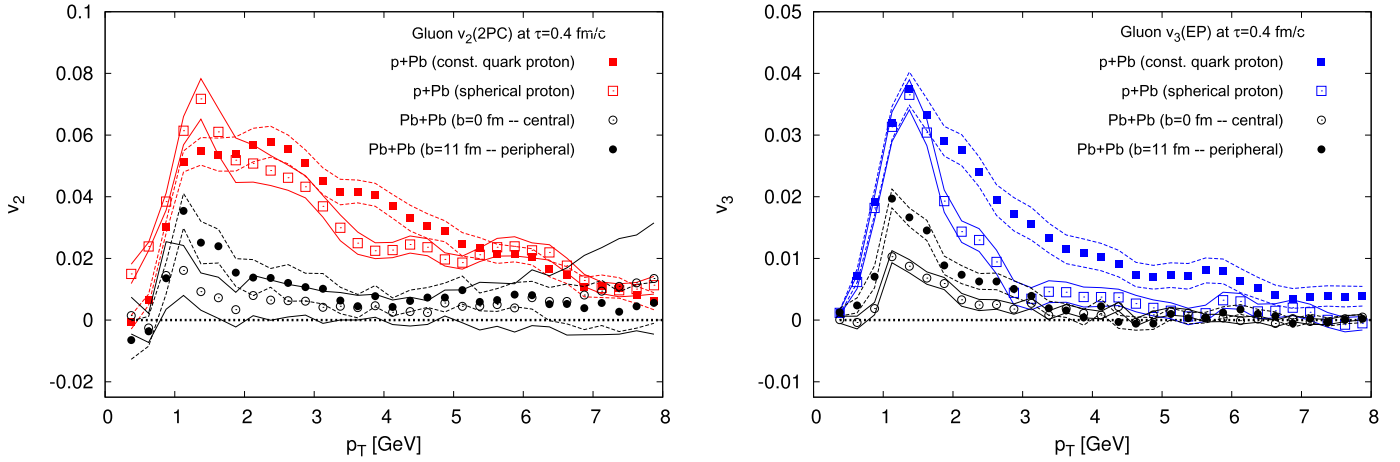 Gluon v2(2PC) at τ=0.4 fm/c
p+Pb (const. quark proton)
p+Pb (spherical proton)
Pb+Pb (b=0 fm -- central)
Pb+Pb (b=11 fm -- peripheral)
0.1
0.08
0.06
0.04
0.02
0
-0.02
v2
0 1 2 3 4 5 6 7 8
pT [GeV]
Gluon v3(EP) at τ=0.4 fm/c
p+Pb (const. quark proton)
p+Pb (spherical proton)
Pb+Pb (b=0 fm -- central)
Pb+Pb (b=11 fm -- peripheral)
0.05
0.04
0.03
0.02
0.01
0
-0.01
v3
0 1 2 3 4 5 6 7 8
pT [GeV]